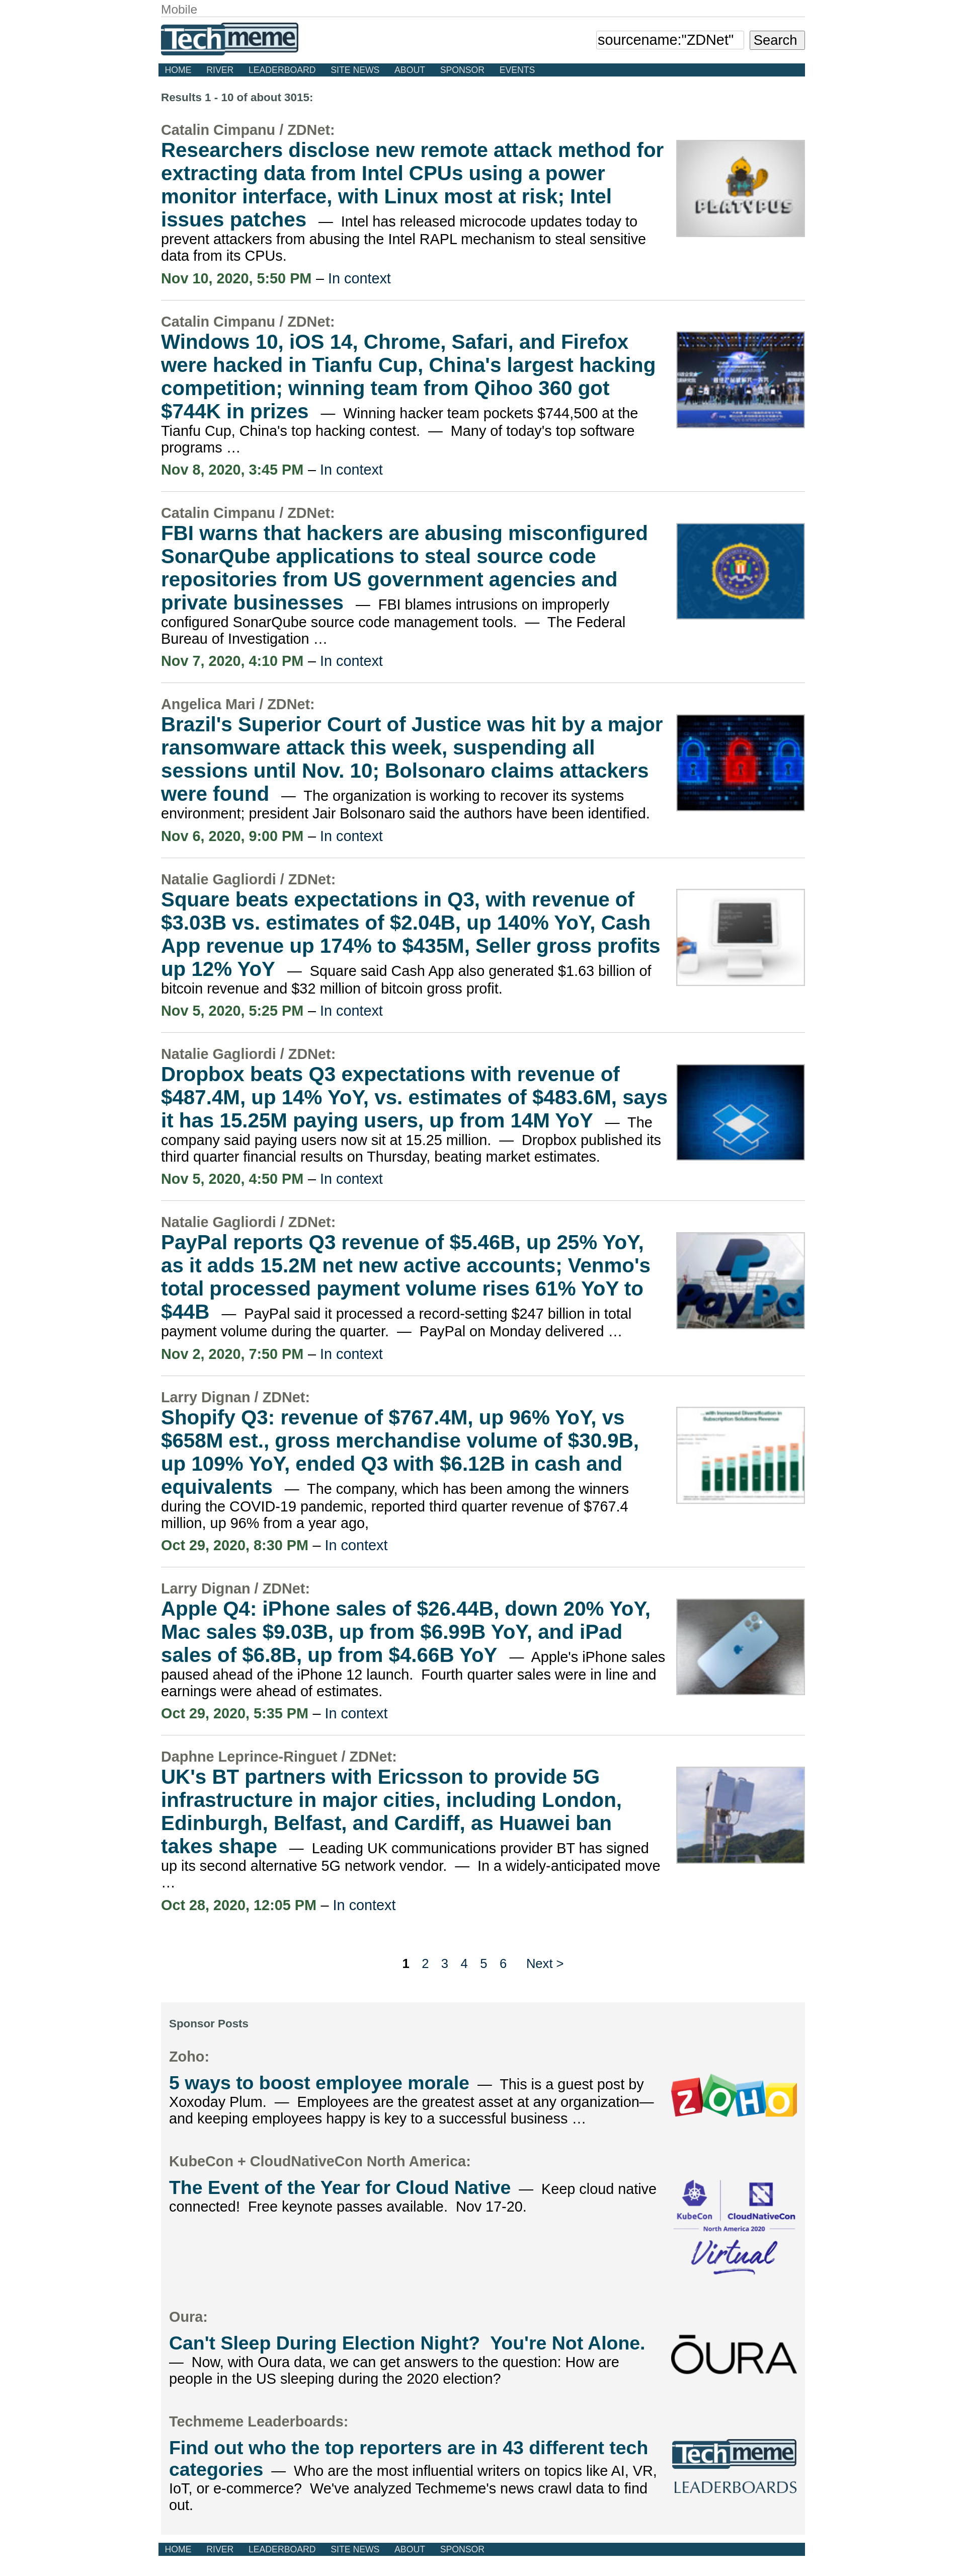 Mobile
Techmeme
sourcename:"ZDNet"
Search
HOME RIVER LEADERBOARD SITE NEWS ABOUT SPONSOR EVENTS
Results 1 - 10 of about 3015:
Catalin Cimpanu / ZDNet:
Researchers disclose new remote attack method for
extracting data from Intel CPUs using a power
monitor interface, with Linux most at risk; Intel
issues patches — Intel has released microcode updates today to
prevent attackers from abusing the Intel RAPL mechanism to steal sensitive
data from its CPUs.
PLATYPUS
Nov 10, 2020, 5:50 PM – In context
Catalin Cimpanu / ZDNet:
Windows 10, iOS 14, Chrome, Safari, and Firefox
were hacked in Tianfu Cup, China's largest hacking
competition; winning team from Qihoo 360 got
$744K in prizes — Winning hacker team pockets $744,500 at the
Tianfu Cup, China's top hacking contest. — Many of today's top software
programs …
Nov 8, 2020, 3:45 PM – In context
Catalin Cimpanu / ZDNet:
FBI warns that hackers are abusing misconfigured
SonarQube applications to steal source code
repositories from US government agencies and
private businesses — FBI blames intrusions on improperly
configured SonarQube source code management tools. — The Federal
Bureau of Investigation …
Nov 7, 2020, 4:10 PM – In context
Angelica Mari / ZDNet:
Brazil's Superior Court of Justice was hit by a major
ransomware attack this week, suspending all
sessions until Nov. 10; Bolsonaro claims attackers
were found — The organization is working to recover its systems
environment; president Jair Bolsonaro said the authors have been identified.
Nov 6, 2020, 9:00 PM – In context
Natalie Gagliordi / ZDNet:
Square beats expectations in Q3, with revenue of
$3.03B vs. estimates of $2.04B, up 140% YoY, Cash
App revenue up 174% to $435M, Seller gross profits
up 12% YoY — Square said Cash App also generated $1.63 billion of
bitcoin revenue and $32 million of bitcoin gross profit.
Nov 5, 2020, 5:25 PM – In context
Natalie Gagliordi / ZDNet:
Dropbox beats Q3 expectations with revenue of
$487.4M, up 14% YoY, vs. estimates of $483.6M, says
it has 15.25M paying users, up from 14M YoY — The
company said paying users now sit at 15.25 million. — Dropbox published its
third quarter financial results on Thursday, beating market estimates.
Nov 5, 2020, 4:50 PM – In context
Natalie Gagliordi / ZDNet:
PayPal reports Q3 revenue of $5.46B, up 25% YoY,
as it adds 15.2M net new active accounts; Venmo's
total processed payment volume rises 61% YoY to
$44B — PayPal said it processed a record-setting $247 billion in total
payment volume during the quarter. — PayPal on Monday delivered …
PayPa
Nov 2, 2020, 7:50 PM – In context
Larry Dignan / ZDNet:
Shopify Q3: revenue of $767.4M, up 96% YoY, vs
$658M est., gross merchandise volume of $30.9B,
up 109% YoY, ended Q3 with $6.12B in cash and
equivalents — The company, which has been among the winners
during the COVID-19 pandemic, reported third quarter revenue of $767.4
million, up 96% from a year ago,
...with Increased Diversification in
Subscription Solutions Revenue
Oct 29, 2020, 8:30 PM – In context
Larry Dignan / ZDNet:
Apple Q4: iPhone sales of $26.44B, down 20% YoY,
Mac sales $9.03B, up from $6.99B YoY, and iPad
sales of $6.8B, up from $4.66B YoY — Apple's iPhone sales
paused ahead of the iPhone 12 launch. Fourth quarter sales were in line and
earnings were ahead of estimates.
Oct 29, 2020, 5:35 PM – In context
Daphne Leprince-Ringuet / ZDNet:
UK's BT partners with Ericsson to provide 5G
infrastructure in major cities, including London,
Edinburgh, Belfast, and Cardiff, as Huawei ban
takes shape — Leading UK communications provider BT has signed
up its second alternative 5G network vendor. — In a widely-anticipated move
…
Oct 28, 2020, 12:05 PM – In context
1 2 3 4 5 6 Next >
Sponsor Posts
Zoho:
5 ways to boost employee morale — This is a guest post by
Xoxoday Plum. — Employees are the greatest asset at any organization—
and keeping employees happy is key to a successful business …
ZOHO
KubeCon + CloudNativeCon North America:
The Event of the Year for Cloud Native — Keep cloud native
connected! Free keynote passes available. Nov 17-20.
KubeCon CloudNativeCon
North America 2020
Virtual
Oura:
Can't Sleep During Election Night? You're Not Alone.
— Now, with Oura data, we can get answers to the question: How are
people in the US sleeping during the 2020 election?
ŌURA
Techmeme Leaderboards:
Find out who the top reporters are in 43 different tech
categories — Who are the most influential writers on topics like AI, VR,
IoT, or e-commerce? We've analyzed Techmeme's news crawl data to find
out.
Techmeme
LEADERBOARDS
HOME RIVER LEADERBOARD SITE NEWS ABOUT SPONSOR